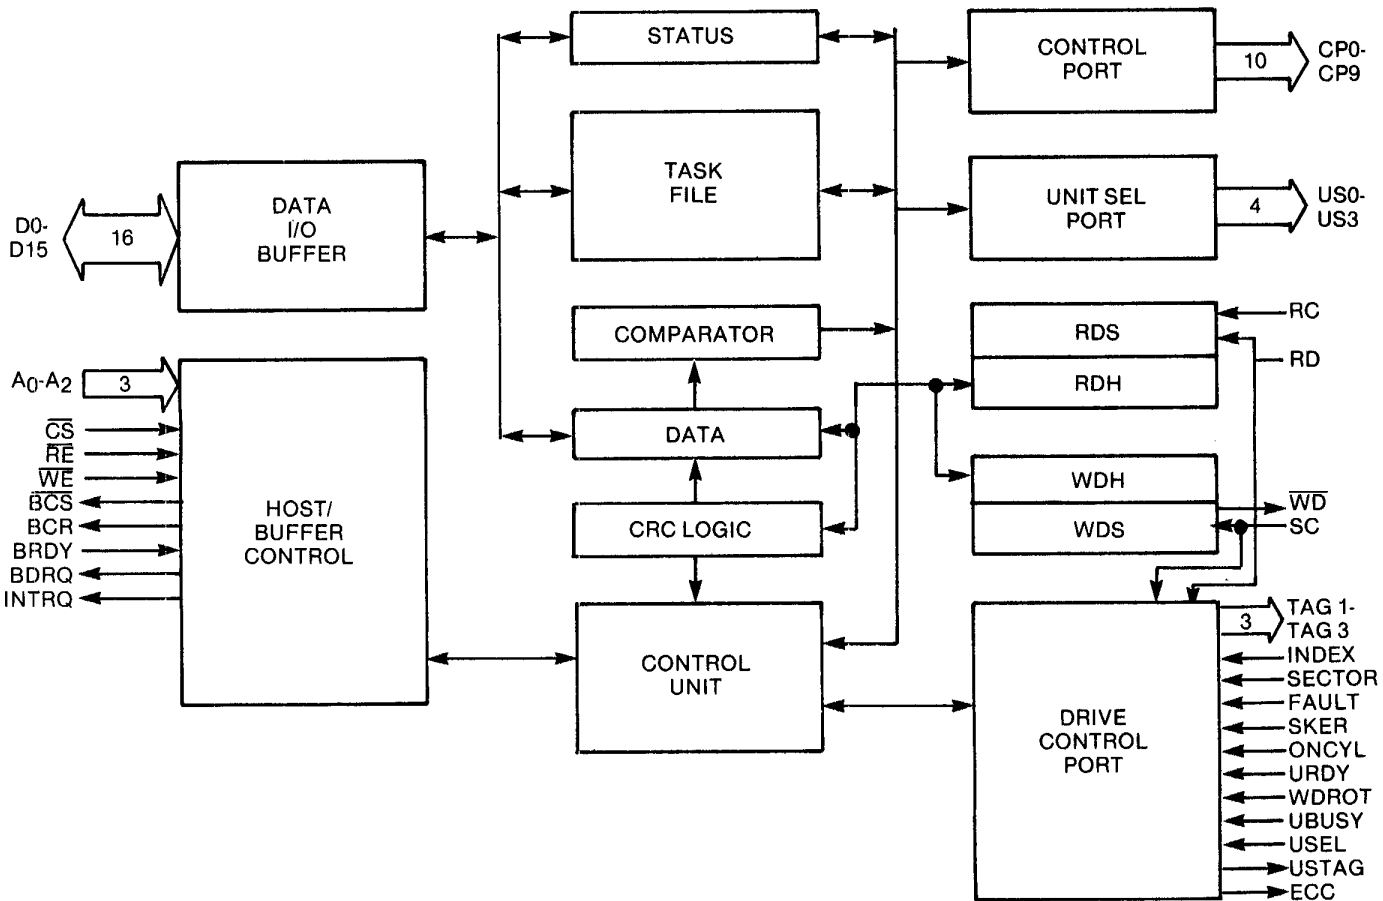 STATUS
CONTROL
PORT
10
CP0-
CP9
TASK
FILE
UNIT SEL
PORT
4
US0-
US3
D0-
D15
16
DATA
I/O
BUFFER
COMPARATOR
DATA
CRC LOGIC
RDS
RDH
RC
RD
WDH
WDS
WD
SC
A0-A2
3
CS
RE
WE
BCS
BCR
BRDY
BDRQ
INTRQ
HOST/
BUFFER
CONTROL
CONTROL
UNIT
DRIVE
CONTROL
PORT
3
TAG 1-
TAG 3
INDEX
SECTOR
FAULT
SKER
ONCYL
URDY
WDROT
UBUSY
USEL
USTAG
ECC